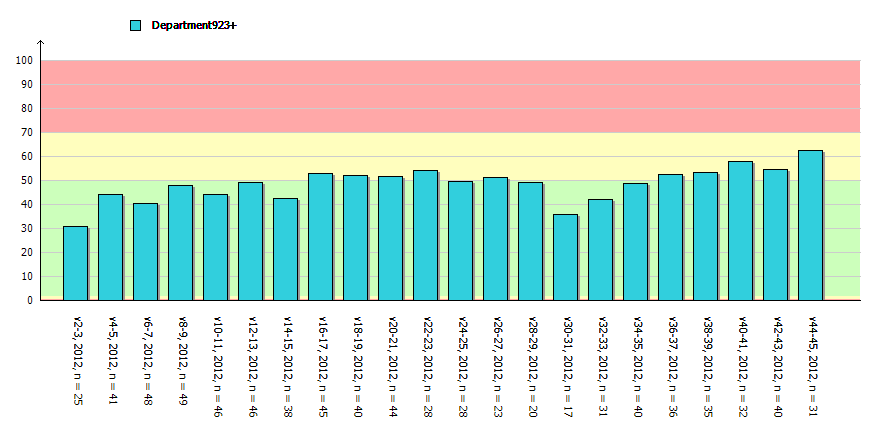 Department923+
100
90
80
70
60
50
40
30
20
10
0
v2-3, 2012, n = 25
v4-5, 2012, n = 41
v6-7, 2012, n = 48
v8-9, 2012, n = 49
v10-11, 2012, n = 46
v12-13, 2012, n = 46
v14-15, 2012, n = 38
v16-17, 2012, n = 45
v18-19, 2012, n = 40
v20-21, 2012, n = 44
v22-23, 2012, n = 28
v24-25, 2012, n = 28
v26-27, 2012, n = 23
v28-29, 2012, n = 20
v30-31, 2012, n = 17
v32-33, 2012, n = 31
v34-35, 2012, n = 40
v36-37, 2012, n = 36
v38-39, 2012, n = 35
v40-41, 2012, n = 32
v42-43, 2012, n = 40
v44-45, 2012, n = 31